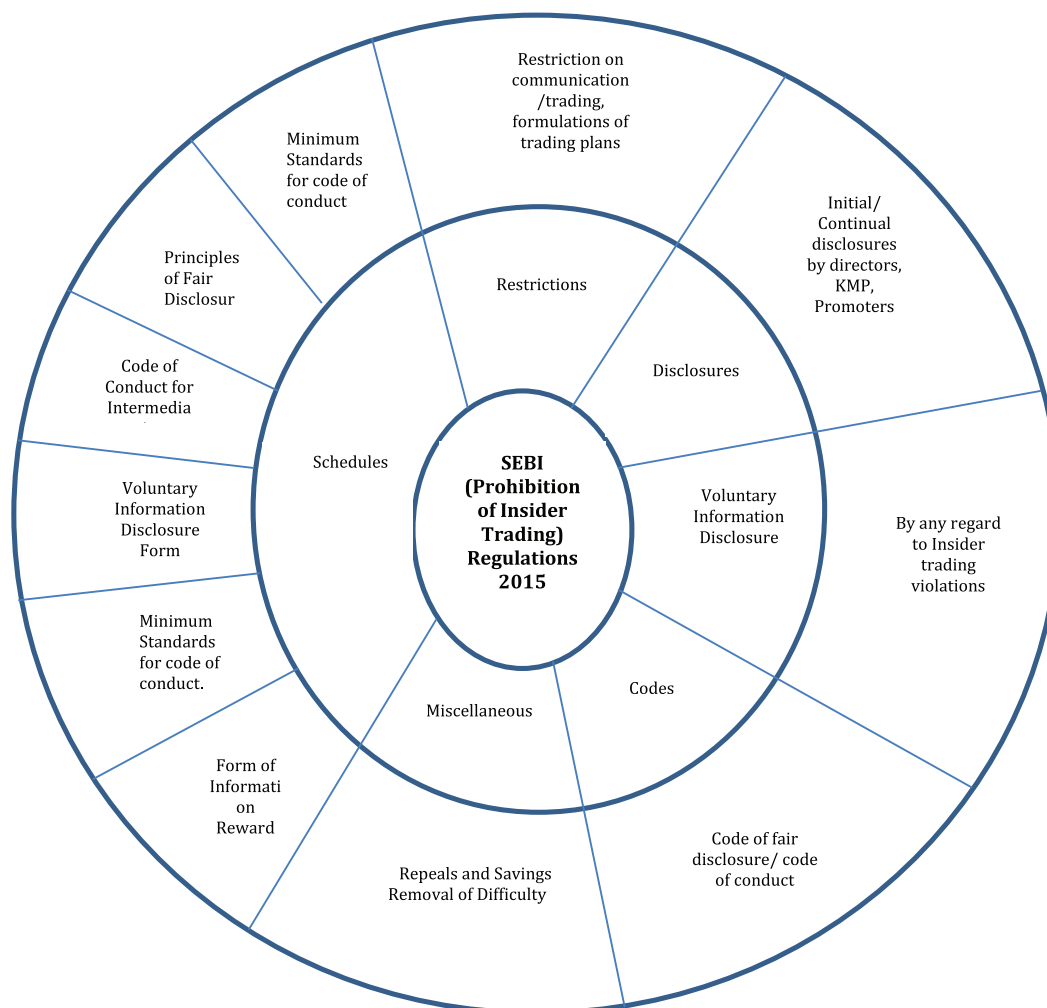 Restriction on
communication
/trading,
formulations of
trading plans
Minimum
Standards
for code of
conduct
Initial/
Continual
disclosures
by directors,
KMP,
Promoters
Principles
of Fair
Disclosur
Restrictions
Code of
Conduct for
Intermedia
Disclosures
Schedules
SEBI
(Prohibition
of Insider
Trading)
Regulations
2015
Voluntary
Information
Disclosure
Form
Voluntary
Information
Disclosure
By any regard
to Insider
trading
violations
Minimum
Standards
for code of
conduct.
Codes
Miscellaneous
Form of
Informati
on
Reward
Code of fair
disclosure/ code
of conduct
Repeals and Savings
Removal of Difficulty